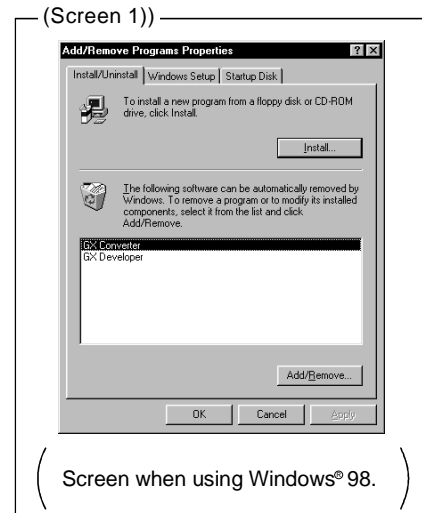 (Screen 1))
Add/Remove Programs Properties
Install/Uninstall Windows Setup Startup Disk
To install a new program from a floppy disk or CD-ROM
drive, click Install.
Install...
The following software can be automatically removed by
Windows. To remove a program or to modify its installed
components, select it from the list and click
Add/Remove.
GX Converter
GX Developer
Add/Remove...
OK Cancel Apply
Screen when using Windows® 98.